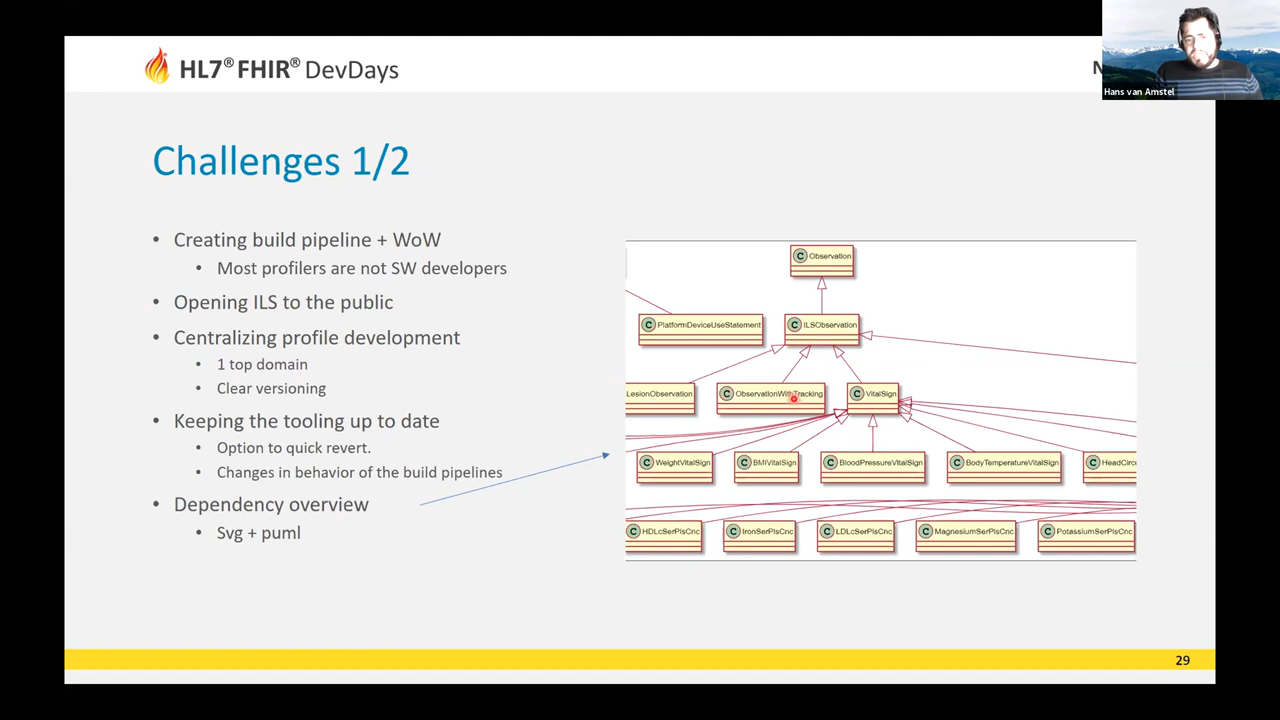 HL7® FHIR® DevDays
N
Hans van Amstel
Challenges 1/2
• Creating build pipeline + WoW
• Most profilers are not SW developers
• Opening ILS to the public
• Centralizing profile development
• 1 top domain
• Clear versioning
• Keeping the tooling up to date
• Option to quick revert.
• Changes in behavior of the build pipelines
• Dependency overview
• Svg + puml
C Observation
C PlatformDeviceUseStatement
C ILSObservation
LesionObservation
C ObservationWithTracking
C VitalSign
C WeightVitalSign
C BMIVitalSign
C BloodPressureVitalSign
C BodyTemperatureVitalSign
C HeadCirc
C HDLcSerPlsCnc
C IronSerPlsCnc
C LDLcSerPlsCnc
C MagnesiumSerPlsCnc
C PotassiumSerPlsCnc
29